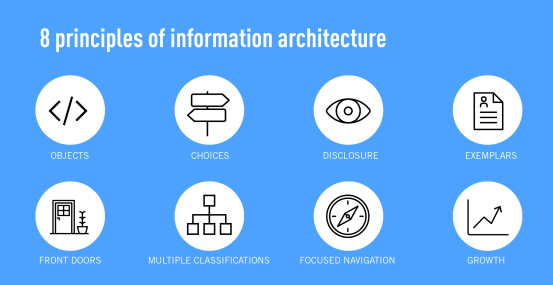 8 principles of information architecture
OBJECTS
CHOICES
DISCLOSURE
EXEMPLARS
FRONT DOORS
MULTIPLE CLASSIFICATIONS
FOCUSED NAVIGATION
GROWTH